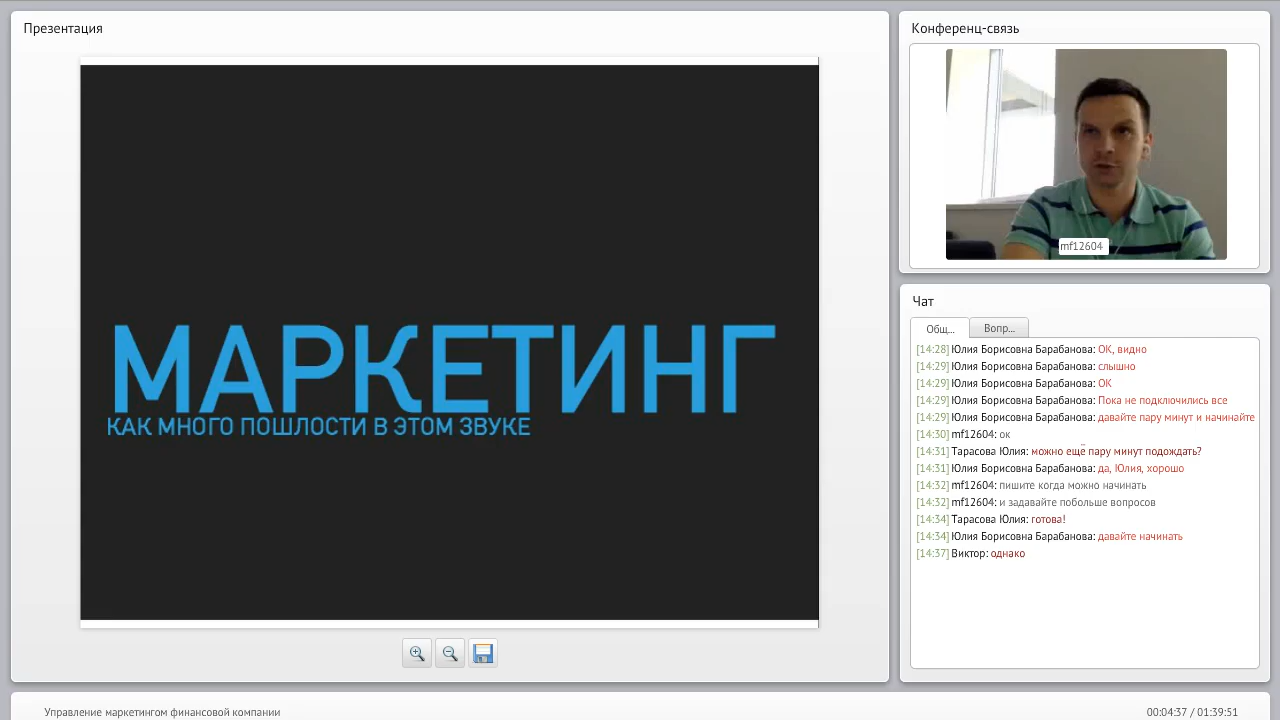 Презентация
МАРКЕТИНГ
КАК МНОГО ПОШЛОСТИ В ЭТОМ ЗВУКЕ
Конференц-связь
mf12604
Чат
Общ...
Вопр...
[14:28] Юлия Борисовна Барабанова: ОК, видно
[14:29] Юлия Борисовна Барабанова: слышно
[14:29] Юлия Борисовна Барабанова: ОК
[14:29] Юлия Борисовна Барабанова: Пока не подключились все
[14:29] Юлия Борисовна Барабанова: давайте пару минут и начинайте
[14:30] mf12604: ок
[14:31] Тарасова Юлия: можно ещё пару минут подождать?
[14:31] Юлия Борисовна Барабанова: да, Юлия, хорошо
[14:32] mf12604: пишите когда можно начинать
[14:32] mf12604: и задавайте побольше вопросов
[14:34] Тарасова Юлия: готова!
[14:34] Юлия Борисовна Барабанова: давайте начинать
[14:37] Виктор: однако
Управление маркетингом финансовой компании
00:04:37 / 01:39:51